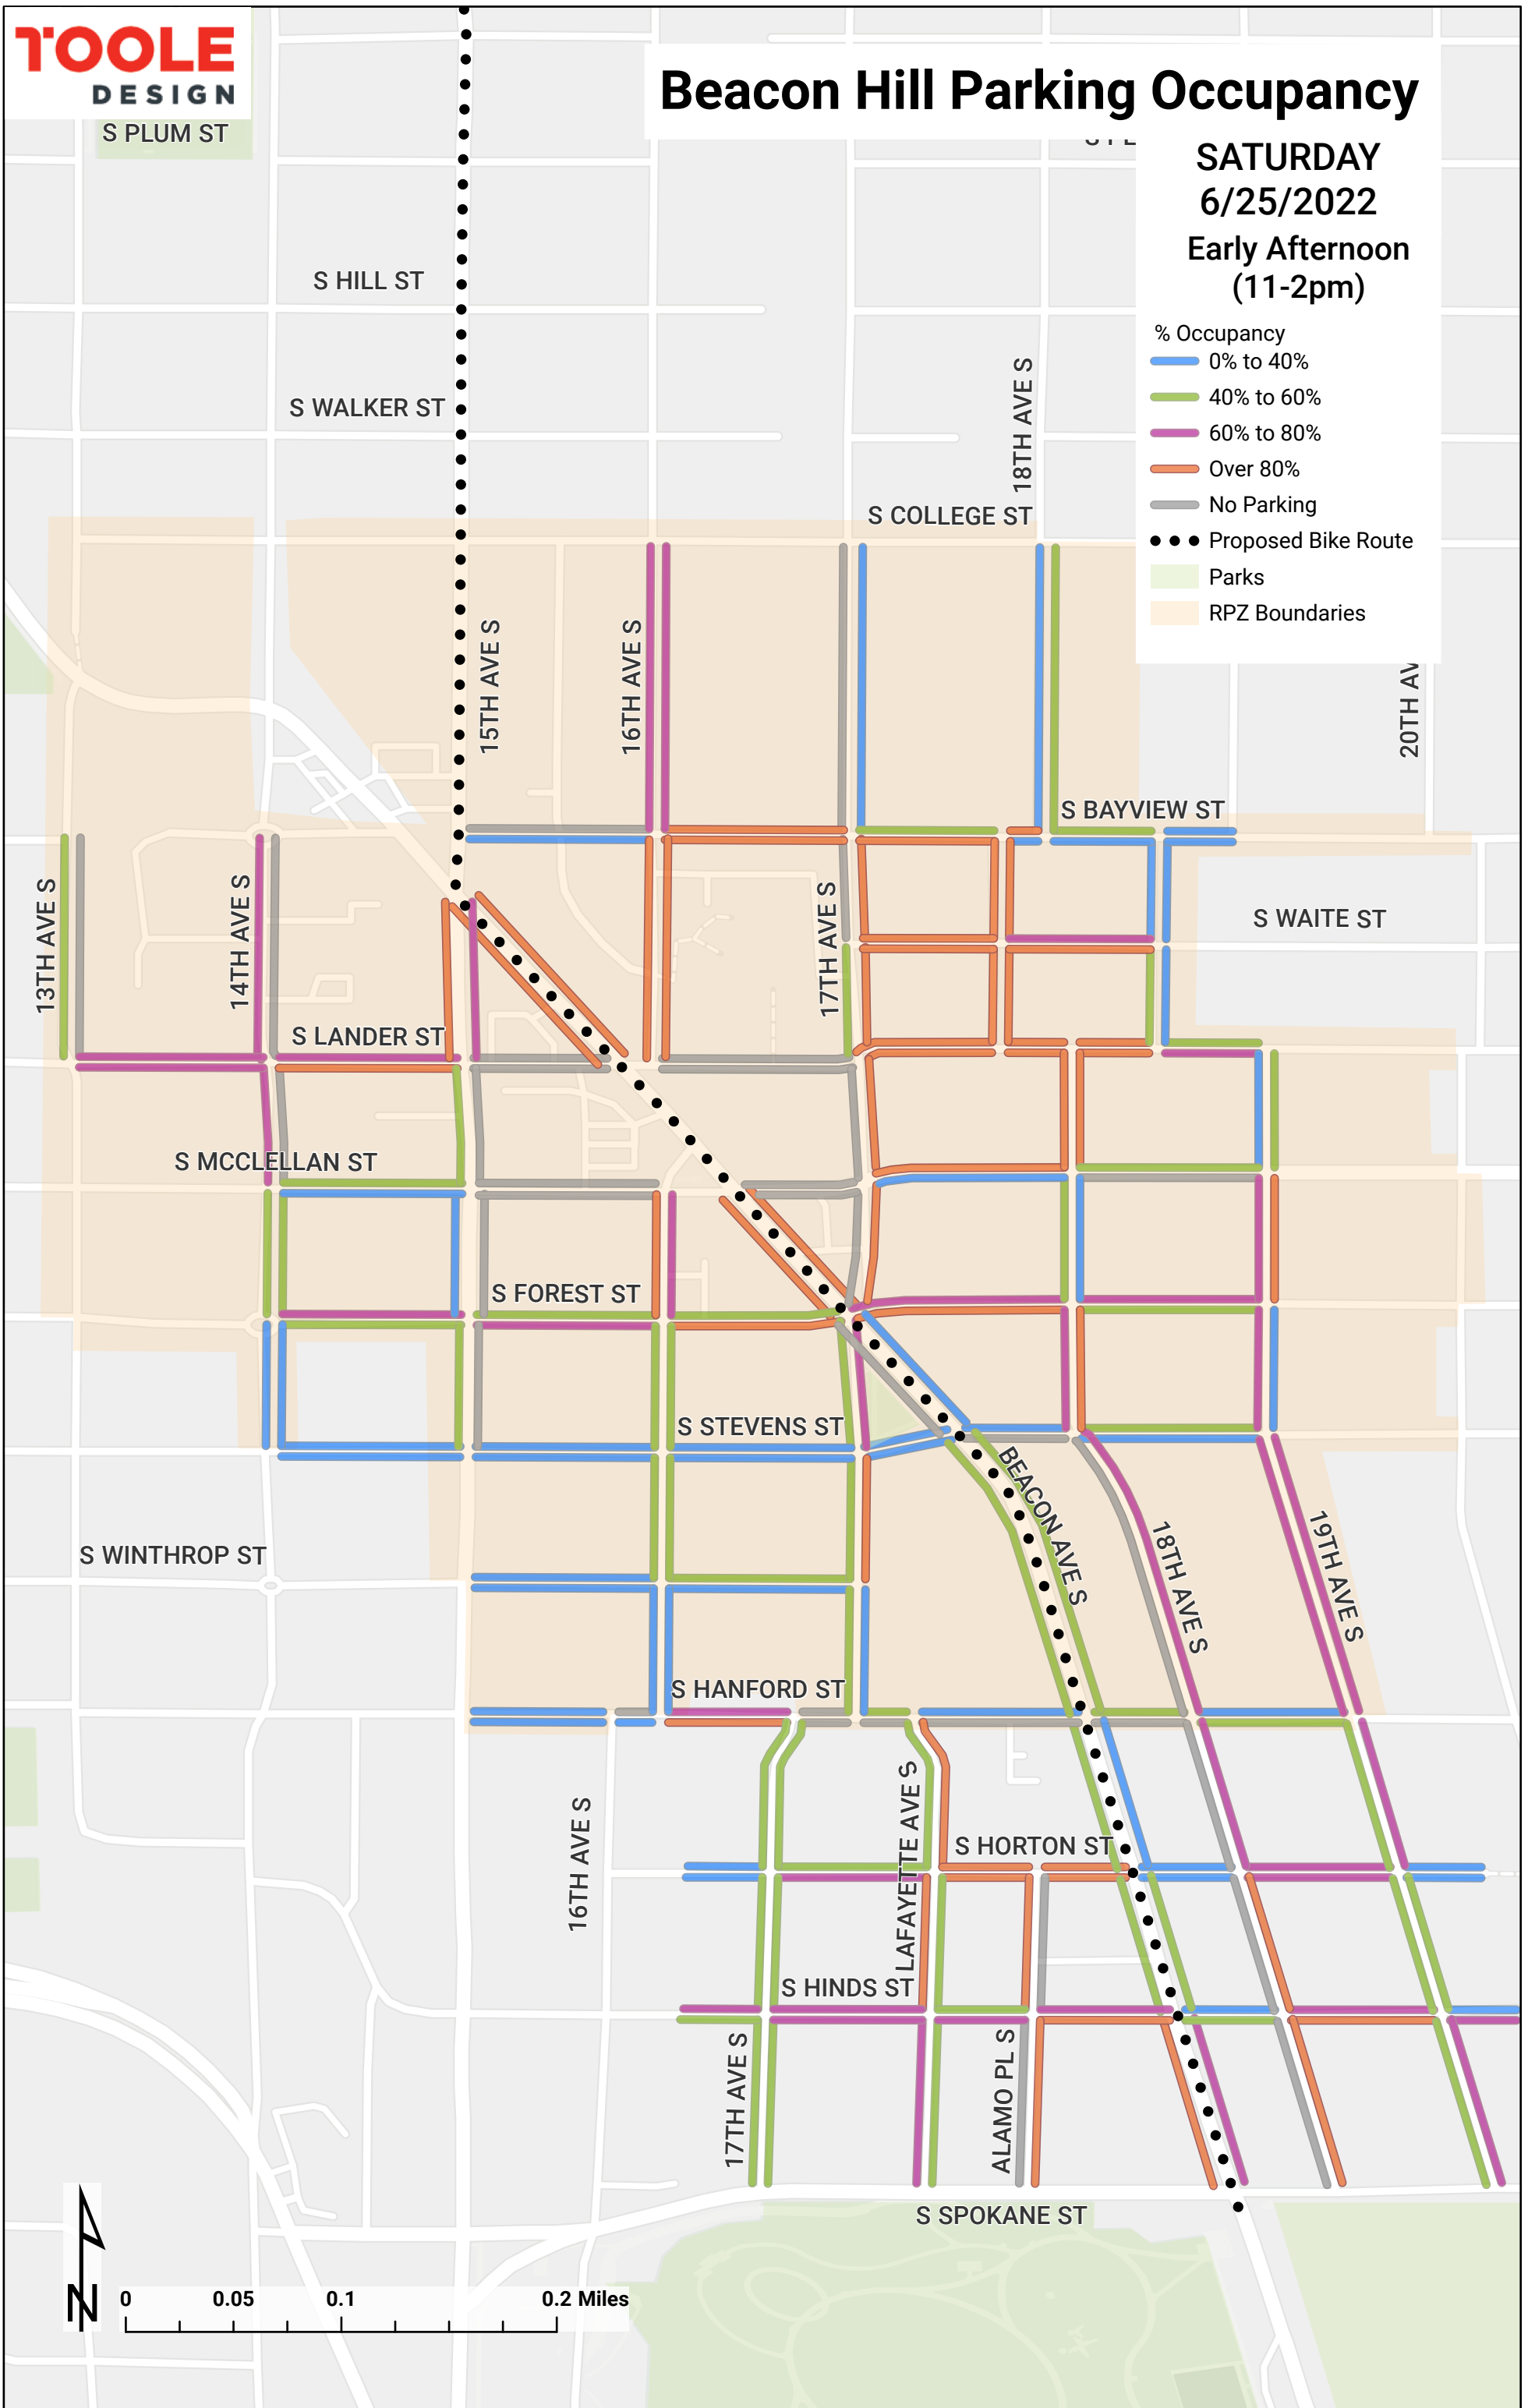 TOOLE
DESIGN
Beacon Hill Parking Occupancy
S PLUM ST
SATURDAY
6/25/2022
Early Afternoon
(11-2pm)
% Occupancy
0% to 40%
40% to 60%
60% to 80%
Over 80%
No Parking
Proposed Bike Route
Parks
RPZ Boundaries
S HILL ST
S WALKER ST
18TH AVE S
S COLLEGE ST
15TH AVE S
16TH AVE S
20TH AV
S BAYVIEW ST
13TH AVE S
14TH AVE S
17TH AVE S
S WAITE ST
S LANDER ST
S MCCLELLAN ST
S FOREST ST
S STEVENS ST
BEACON AVE S
18TH AVE S
19TH AVE S
S WINTHROP ST
S HANFORD ST
16TH AVE S
LAFAYETTE AVE S
S HORTON ST
S HINDS ST
17TH AVE S
ALAMO PL S
S SPOKANE ST
N
0 0.05 0.1 0.2 Miles